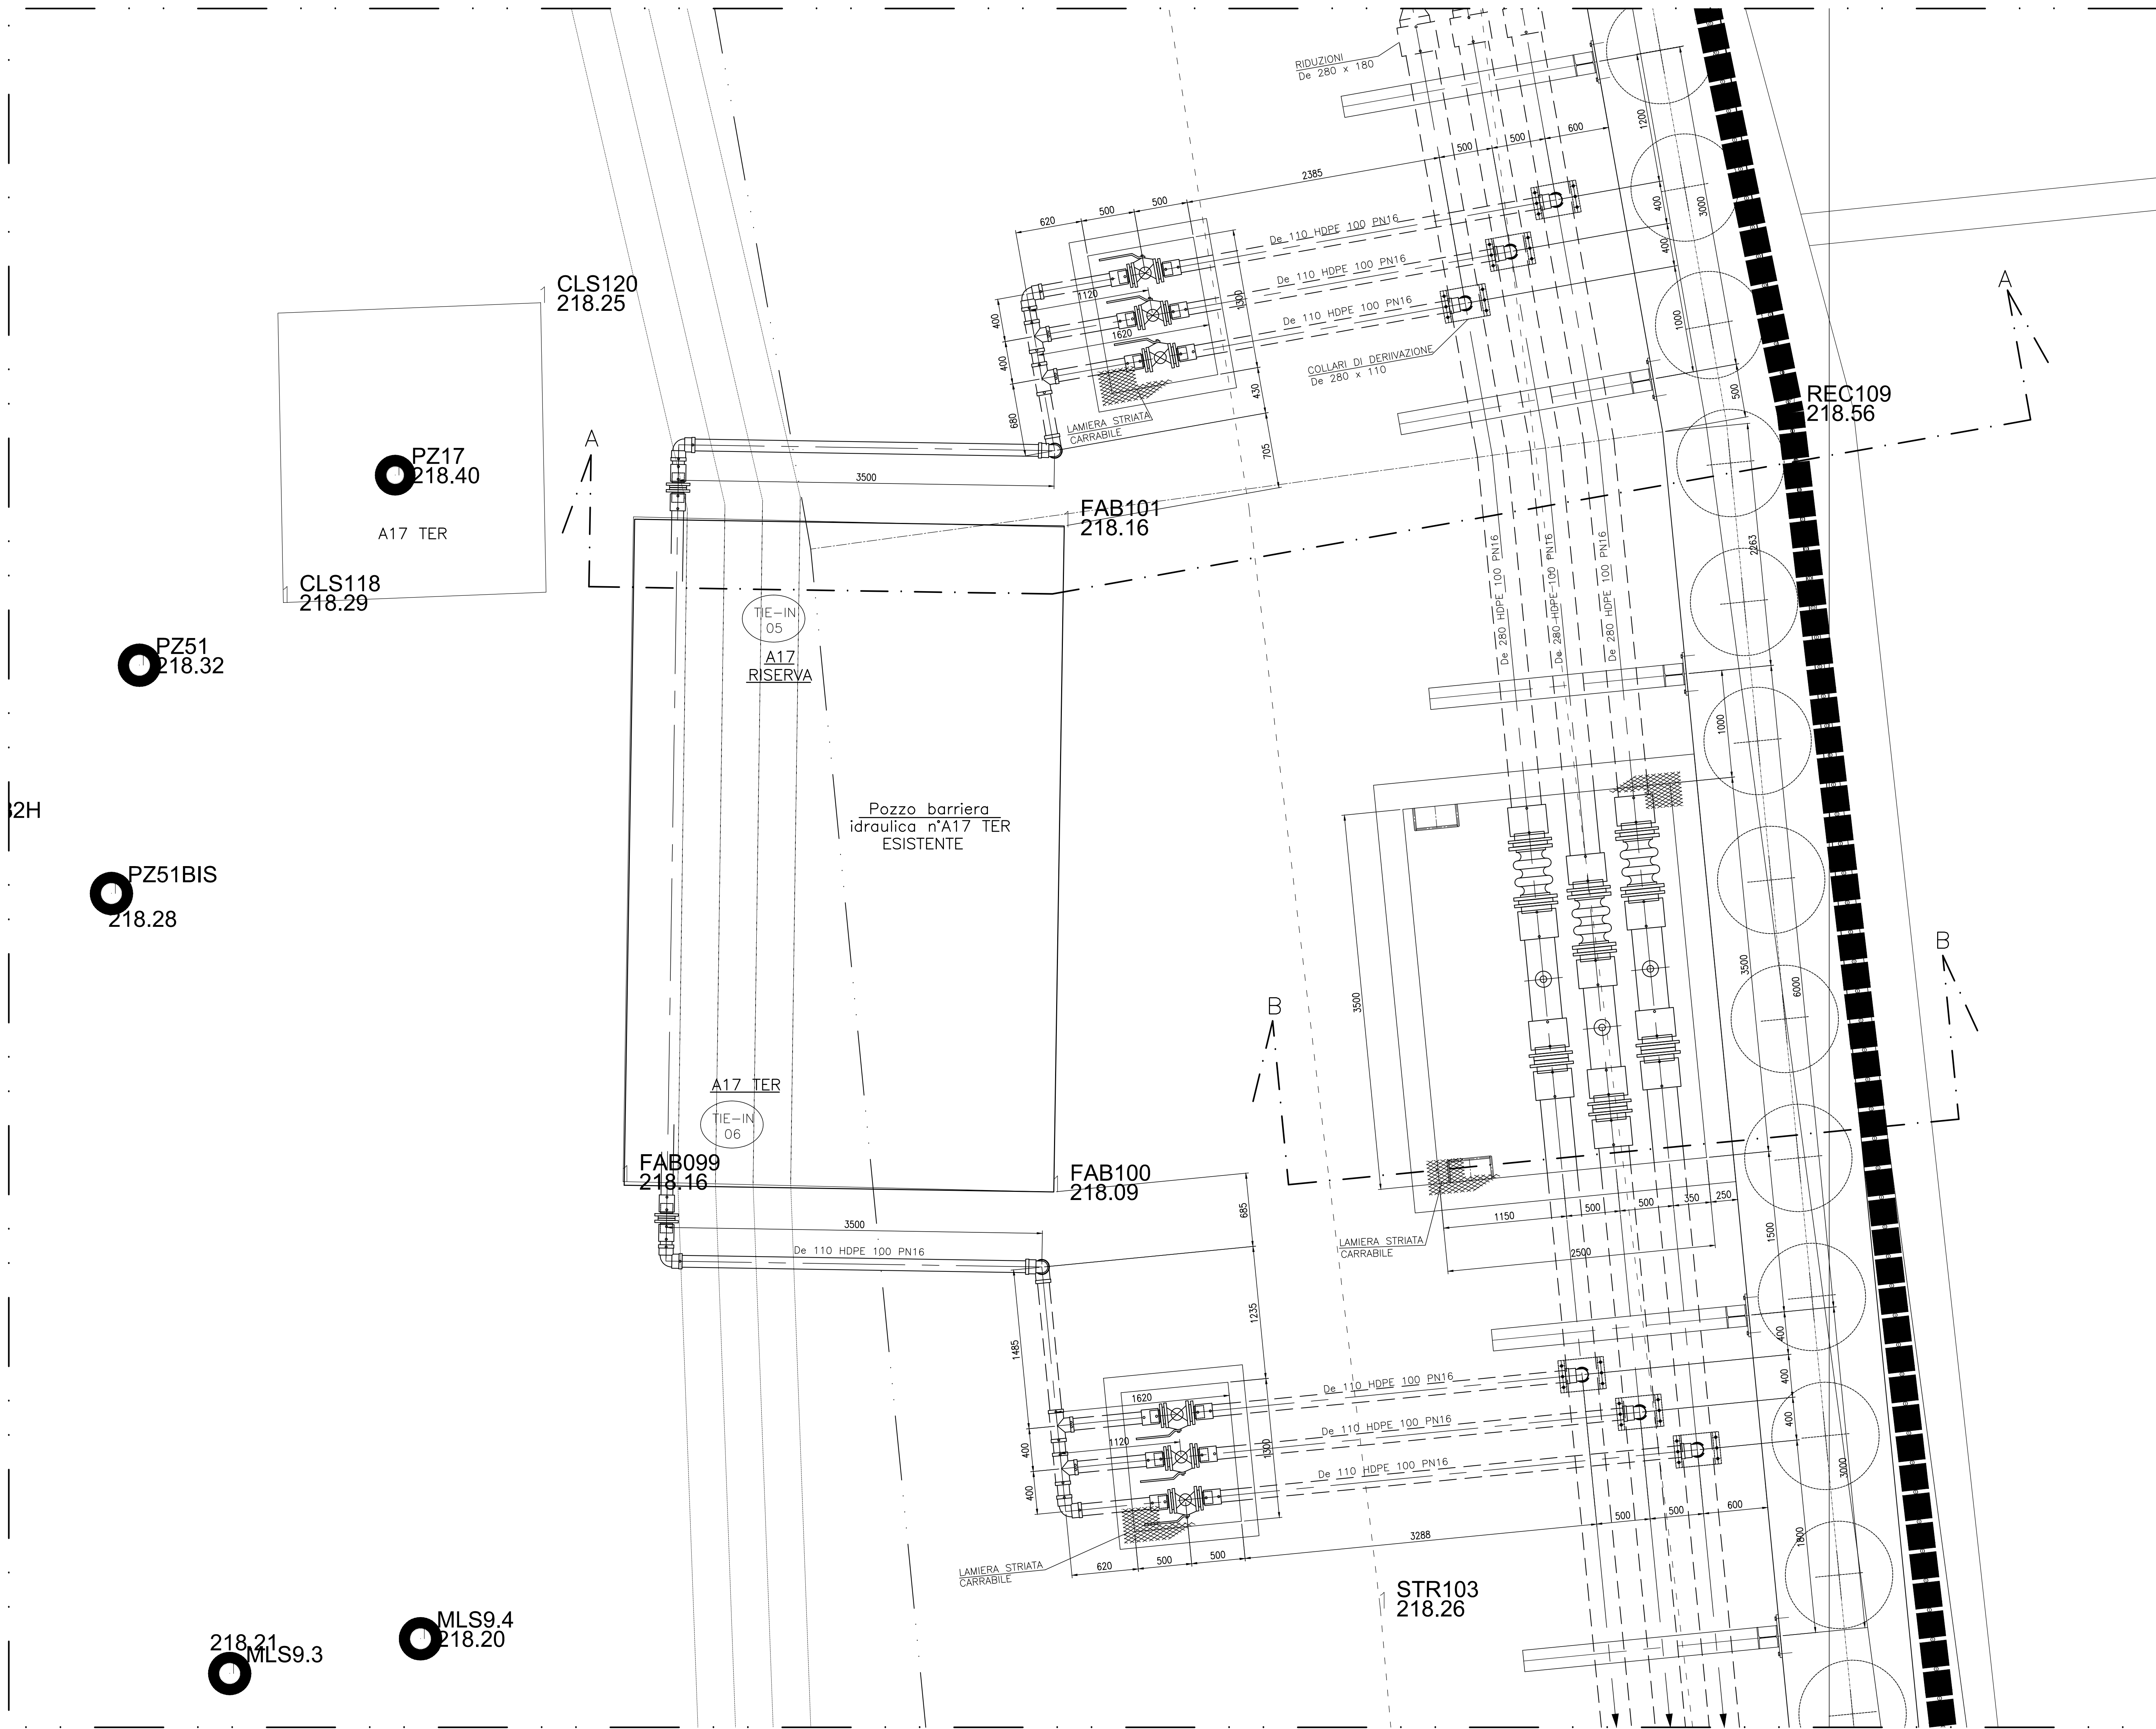 RIDUZIONI
De 280 x 180
600
500
500
2385
500
500
620
1200
400
3000
400
1000
500
De 110 HDPE 100 PN16
De 110 HDPE 100 PN16
De 110 HDPE 100 PN16
1120
1620
1300
400
400
680
430
705
COLLARI DI DERIIVAZIONE
De 280 x 110
LAMIERA STRIATA
CARRABILE
CLS120
218.25
A
A
REC109
218.56
PZ17
218.40
A17 TER
3500
FAB101
218.16
CLS118
218.29
TIE-IN
05
A17
RISERVA
PZ51
218.32
De 280 HDPE 100 PN16
De 280 HDPE 100 PN16
De 280 HDPE 100 PN16
2263
1000
32H
Pozzo barriera
idraulica n°A17 TER
ESISTENTE
PZ51BIS
218.28
B
B
3500
3500
6000
A17 TER
TIE-IN
06
FAB099
218.16
FAB100
218.09
685
1150
500
500
350
250
2500
1500
LAMIERA STRIATA
CARRABILE
3500
De 110 HDPE 100 PN16
1235
1485
400
400
400
400
400
1620
1120
1300
De 110 HDPE 100 PN16
De 110 HDPE 100 PN16
De 110 HDPE 100 PN16
3000
1800
600
500
500
3288
500
500
620
LAMIERA STRIATA
CARRABILE
STR103
218.26
MLS9.4
218.20
218.21
MLS9.3